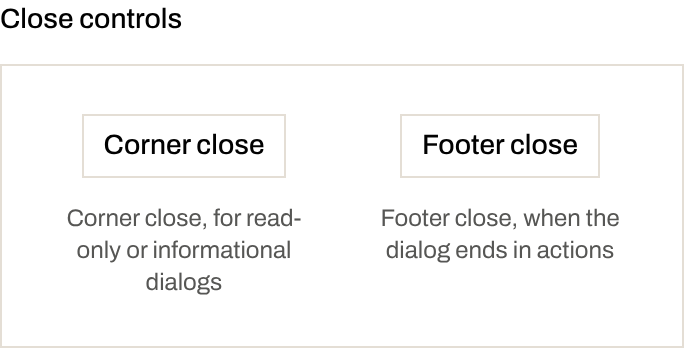 Close controls
Corner close
Footer close
Corner close, for read-
only or informational
dialogs
Footer close, when the
dialog ends in actions